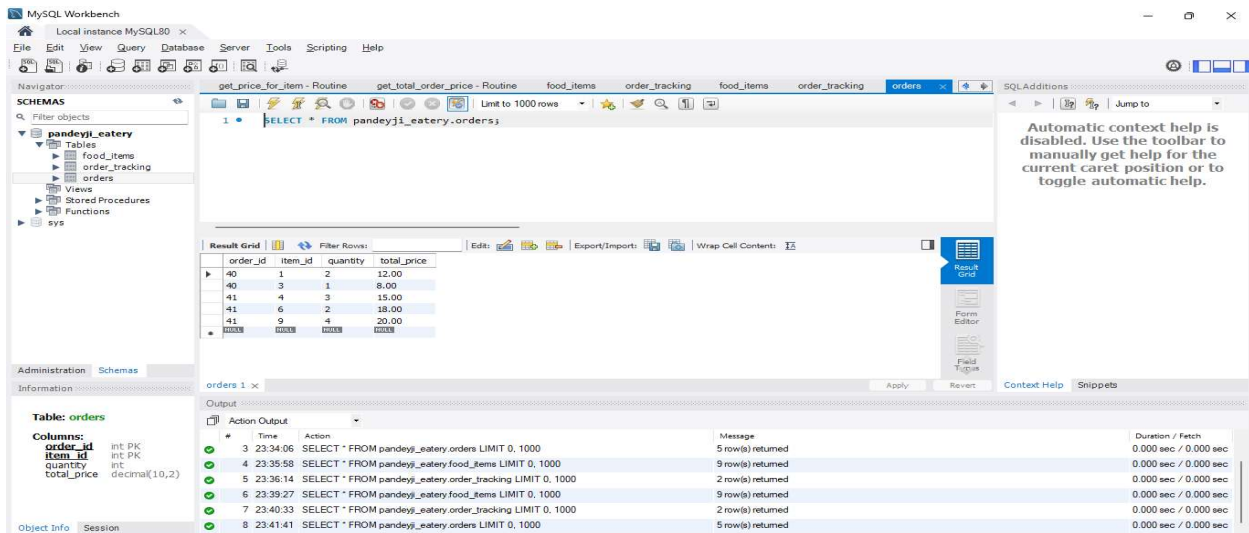 MySQL Workbench
Local instance MySQL80 ×
File Edit View Query Database Server Tools Scripting Help
Navigator
SCHEMAS
Filter objects
pandeyji_eatery
Tables
food_items
order_tracking
orders
Views
Stored Procedures
Functions
sys
Administration Schemas
Information
Table: orders
Columns:
order_id int PK
item_id int PK
quantity int
total_price decimal(10,2)
Object Info Session
get_price_for_item - Routine get_total_order_price - Routine food_items order_tracking food_items order_tracking orders ×
Limit to 1000 rows
1 SELECT * FROM pandeyji_eatery.orders;
Result Grid Filter Rows: Edit: Export/Import: Wrap Cell Content:
order_id item_id quantity total_price
40 1 2 12.00
40 3 1 8.00
41 4 3 15.00
41 6 2 18.00
41 9 4 20.00
NULL NULL NULL NULL
Result Grid
Form Editor
Field Types
orders 1 ×
Apply Revert
Output
Action Output
# Time Action Message Duration / Fetch
3 23:34:06 SELECT * FROM pandeyji_eatery.orders LIMIT 0, 1000 5 row(s) returned 0.000 sec / 0.000 sec
4 23:35:58 SELECT * FROM pandeyji_eatery.food_items LIMIT 0, 1000 9 row(s) returned 0.000 sec / 0.000 sec
5 23:36:14 SELECT * FROM pandeyji_eatery.order_tracking LIMIT 0, 1000 2 row(s) returned 0.000 sec / 0.000 sec
6 23:39:27 SELECT * FROM pandeyji_eatery.food_items LIMIT 0, 1000 9 row(s) returned 0.000 sec / 0.000 sec
7 23:40:33 SELECT * FROM pandeyji_eatery.order_tracking LIMIT 0, 1000 2 row(s) returned 0.000 sec / 0.000 sec
8 23:41:41 SELECT * FROM pandeyji_eatery.orders LIMIT 0, 1000 5 row(s) returned 0.000 sec / 0.000 sec
SQLAdditions
Jump to
Automatic context help is
disabled. Use the toolbar to
manually get help for the
current caret position or to
toggle automatic help.
Context Help Snippets